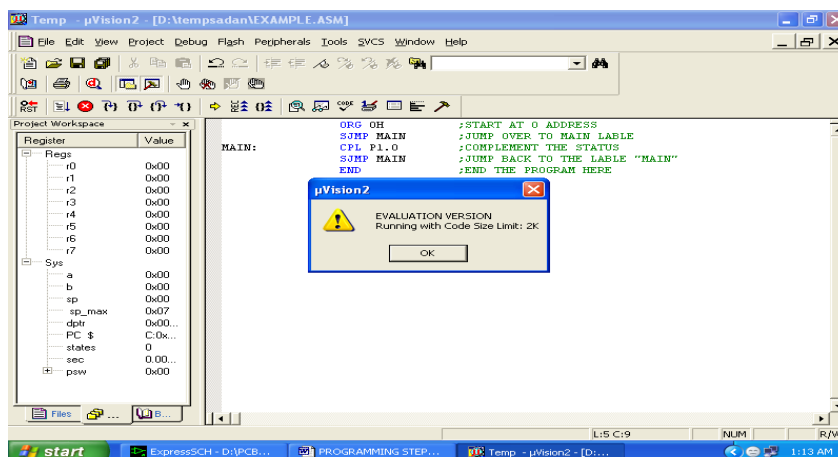 Temp - µVision2 - [D:\tempsadan\EXAMPLE.ASM]
File Edit View Project Debug Flash Peripherals Tools SVCS Window Help
RST
CODE
Project Workspace
Register Value
Regs
r0 0x00
r1 0x00
r2 0x00
r3 0x00
r4 0x00
r5 0x00
r6 0x00
r7 0x00
Sys
a 0x00
b 0x00
sp 0x00
sp_max 0x07
dptr 0x00...
PC $ C:0x...
states 0
sec 0.00...
psw 0x00
Files ... B...
ORG 0H ;START AT 0 ADDRESS
SJMP MAIN ;JUMP OVER TO MAIN LABLE
MAIN: CPL P1.0 ;COMPLEMENT THE STATUS
SJMP MAIN ;JUMP BACK TO THE LABLE "MAIN"
END ;END THE PROGRAM HERE
µVision2
EVALUATION VERSION
Running with Code Size Limit: 2K
OK
L:5 C:9 NUM R/W
start ExpressSCH - D:\PCB... PROGRAMMING STEP... Temp - µVision2 - [D:... 1:13 AM